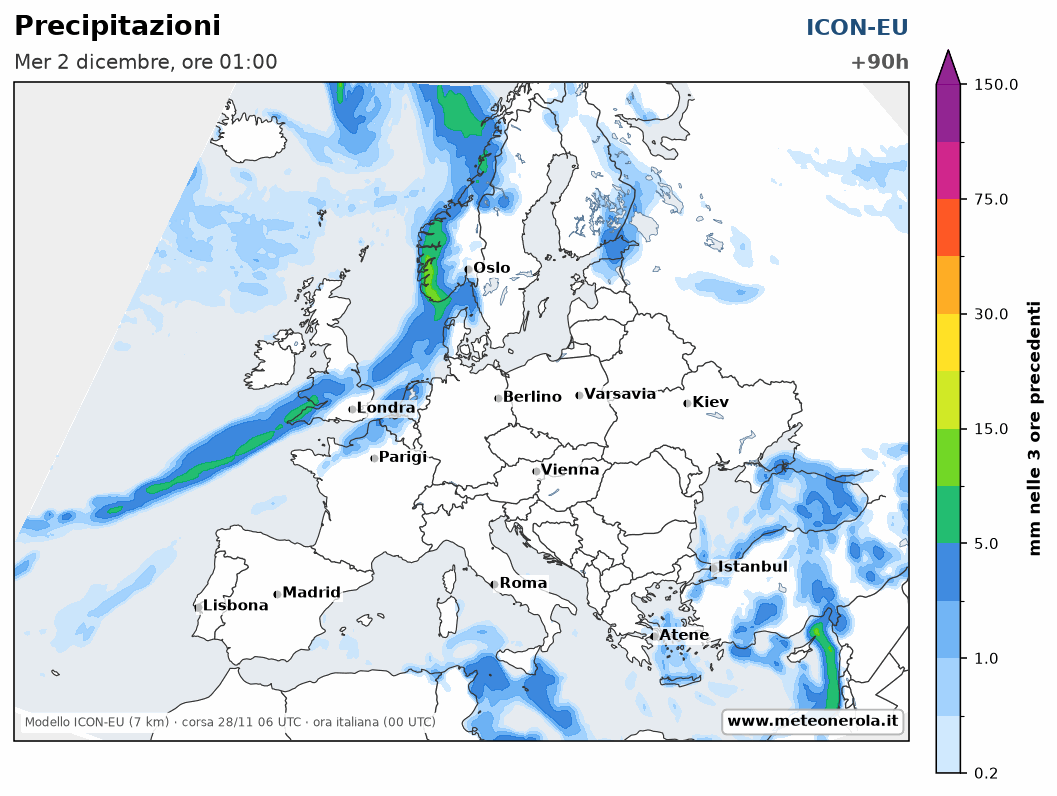 Precipitazioni
ICON-EU
Mer 2 dicembre, ore 01:00
+90h
150.0
75.0
30.0
15.0
5.0
1.0
0.2
mm nelle 3 ore precedenti
Oslo
Berlino
Varsavia
Kiev
Londra
Parigi
Vienna
Istanbul
Roma
Madrid
Lisbona
Atene
Modello ICON-EU (7 km) · corsa 28/11 06 UTC · ora italiana (00 UTC)
www.meteonerola.it